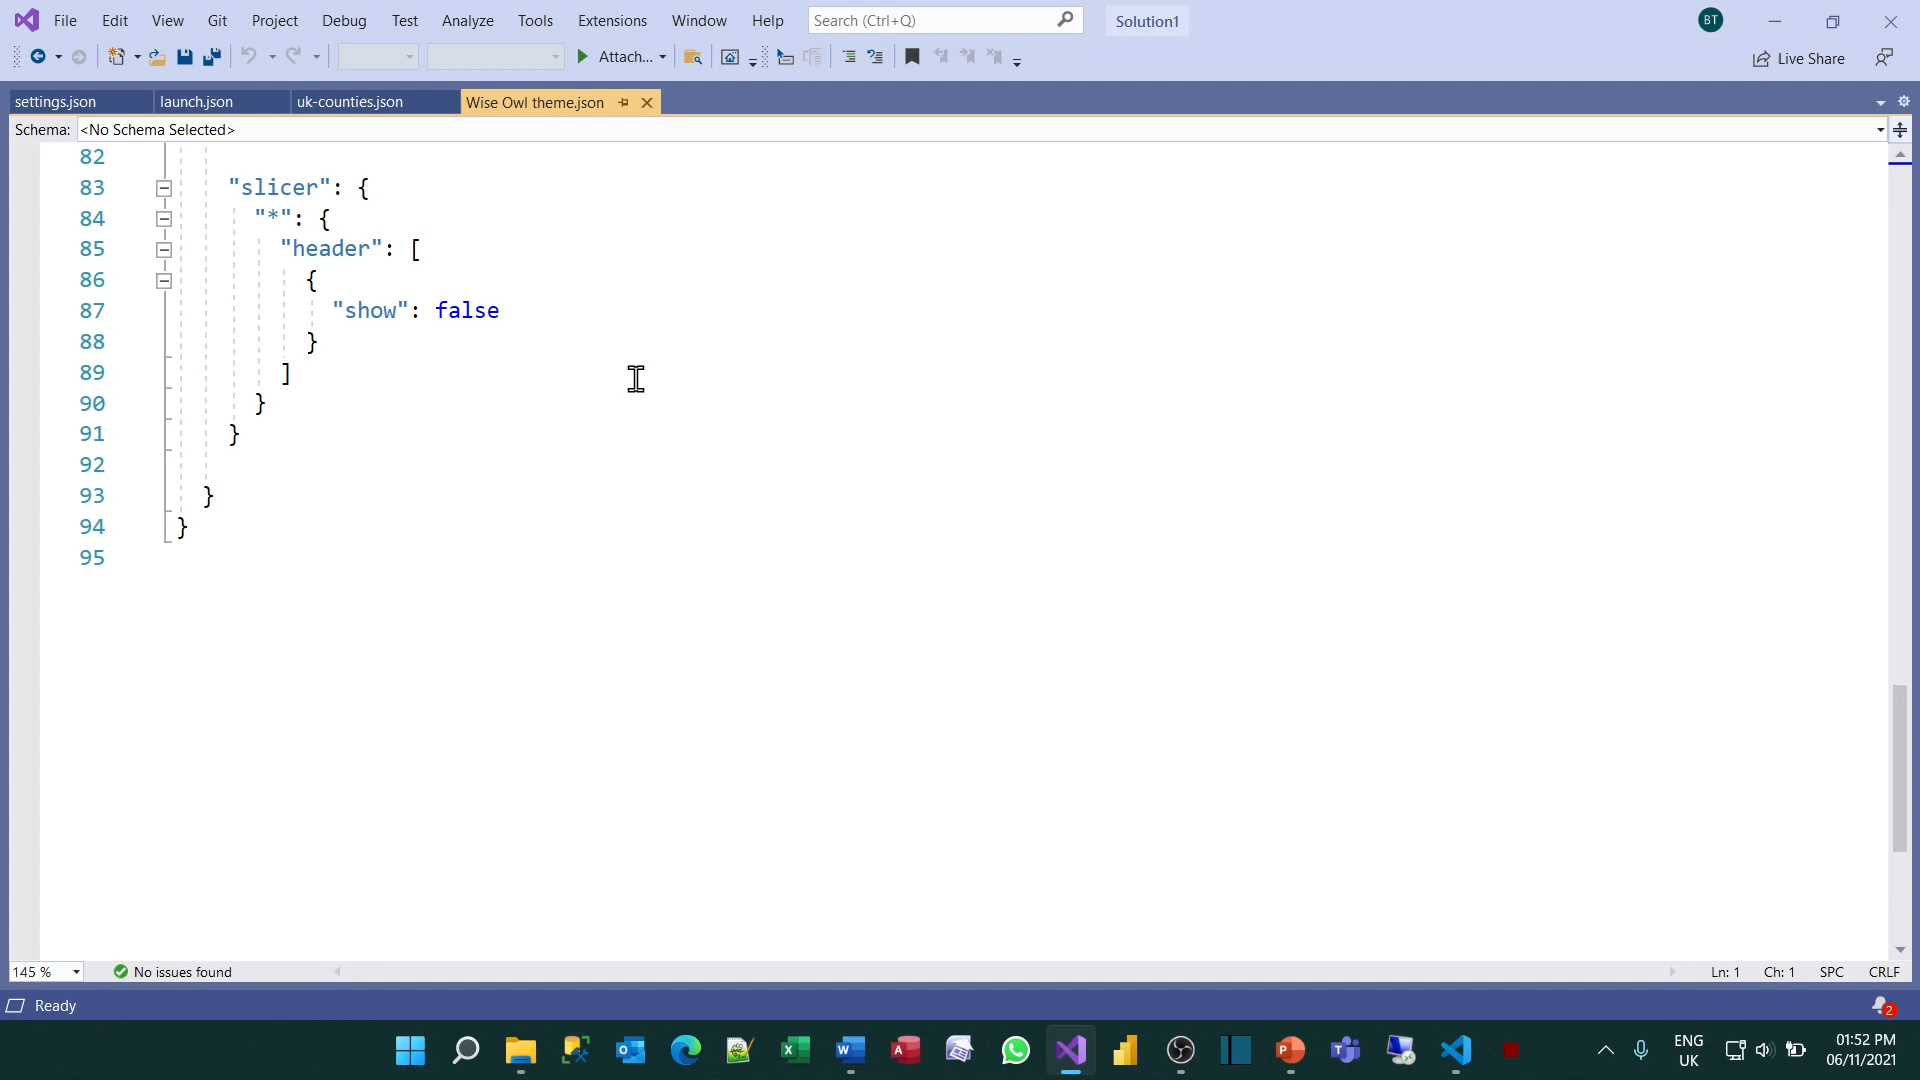 File Edit View Git Project Debug Test Analyze Tools Extensions Window Help Search (Ctrl+Q) Solution1 BT
Attach... Live Share
settings.json launch.json uk-counties.json Wise Owl theme.json
Schema: <No Schema Selected>
82
83 "slicer": {
84 "*": {
85 "header": [
86 {
87 "show": false
88 }
89 ]
90 }
91 }
92
93 }
94 }
95
145 % No issues found Ln: 1 Ch: 1 SPC CRLF
Ready 2
ENG 01:52 PM
UK 06/11/2021